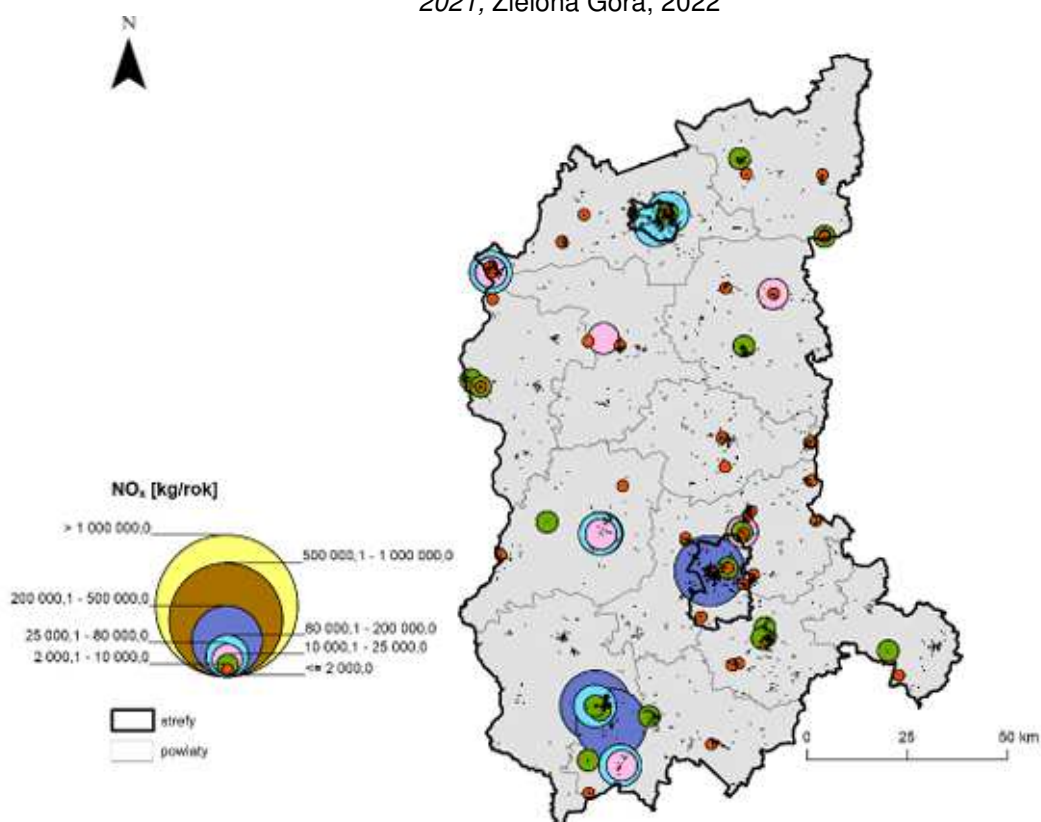 2021, Zielona Góra, 2022
N
NOx [kg/rok]
> 1 000 000,0
500 000,1 - 1 000 000,0
200 000,1 - 500 000,0
80 000,1 - 200 000,0
25 000,1 - 80 000,0
10 000,1 - 25 000,0
2 000,1 - 10 000,0
<= 2 000,0
strefy
powiaty
0 25 50 km